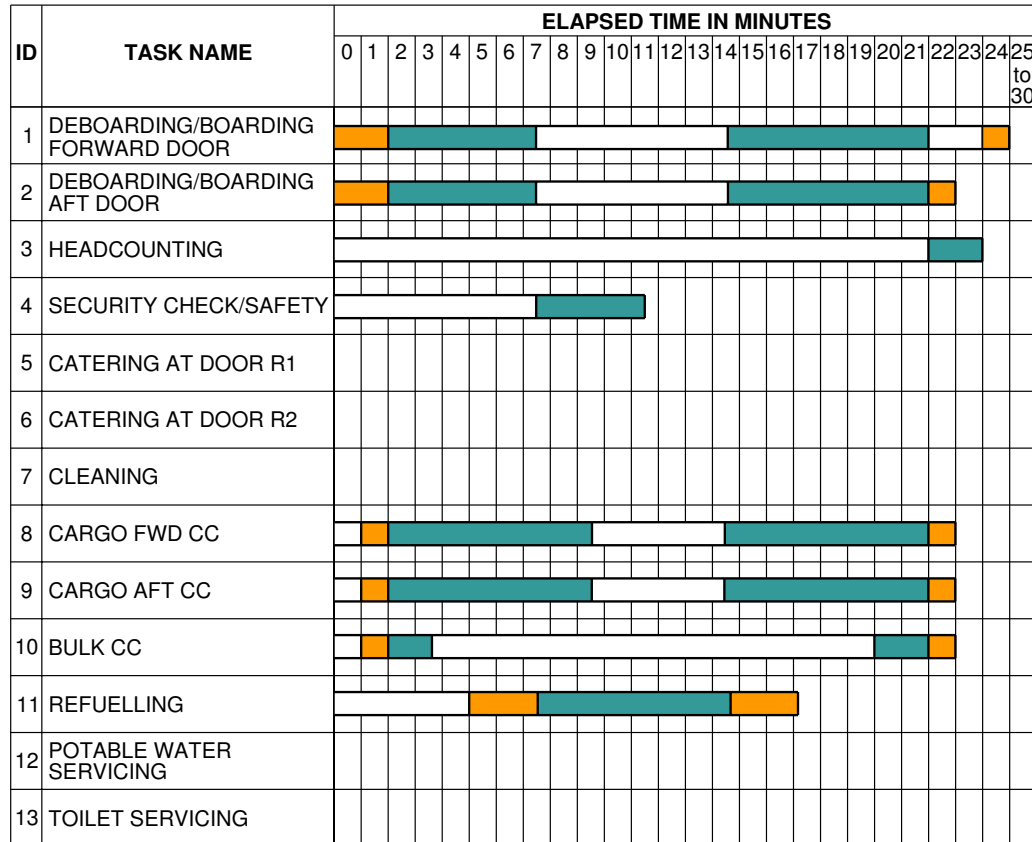 ELAPSED TIME IN MINUTES
ID TASK NAME 0 1 2 3 4 5 6 7 8 9 10 11 12 13 14 15 16 17 18 19 20 21 22 23 24 25
to
30
1 DEBOARDING/BOARDING
FORWARD DOOR
2 DEBOARDING/BOARDING
AFT DOOR
3 HEADCOUNTING
4 SECURITY CHECK/SAFETY
5 CATERING AT DOOR R1
6 CATERING AT DOOR R2
7 CLEANING
8 CARGO FWD CC
9 CARGO AFT CC
10 BULK CC
11 REFUELLING
12 POTABLE WATER
SERVICING
13 TOILET SERVICING